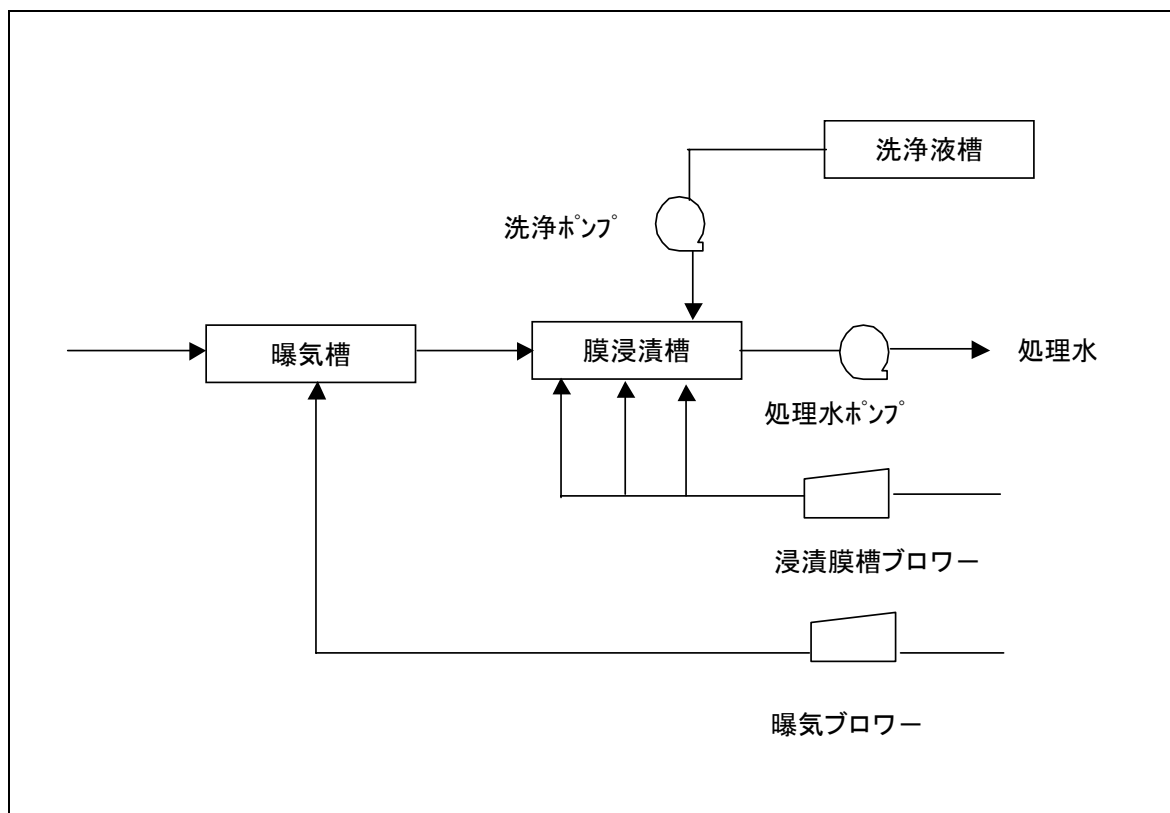 洗浄液槽
洗浄ﾎﾟﾝﾌﾟ
曝気槽
膜浸漬槽
処理水
処理水ﾎﾟﾝﾌﾟ
浸漬膜槽ブロワー
曝気ブロワー